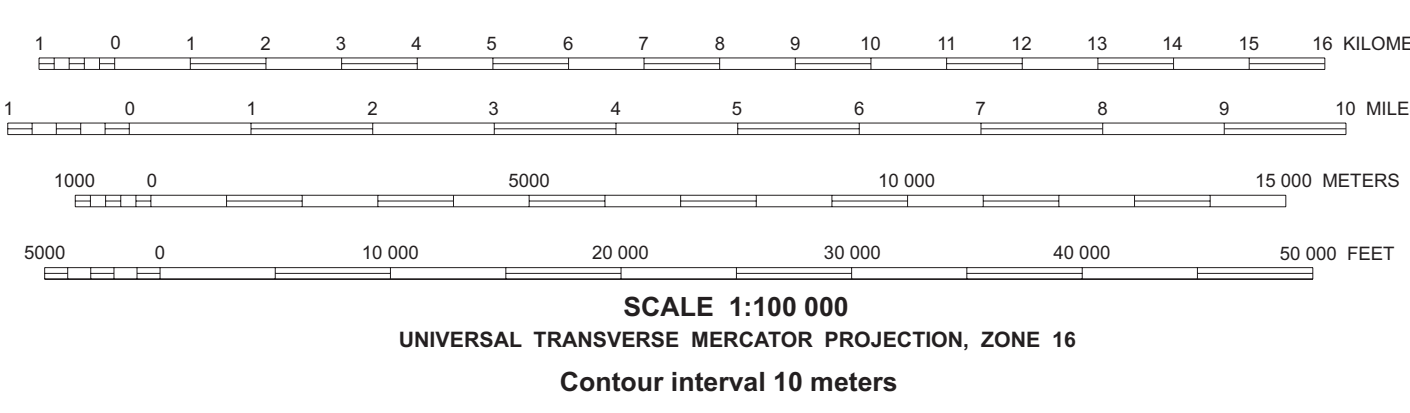 1 0 1 2 3 4 5 6 7 8 9 10 11 12 13 14 15 16 KILOME
1 0 1 2 3 4 5 6 7 8 9 10 MILE
1000 0 5000 10 000 15 000 METERS
5000 0 10 000 20 000 30 000 40 000 50 000 FEET
SCALE 1:100 000
UNIVERSAL TRANSVERSE MERCATOR PROJECTION, ZONE 16
Contour interval 10 meters